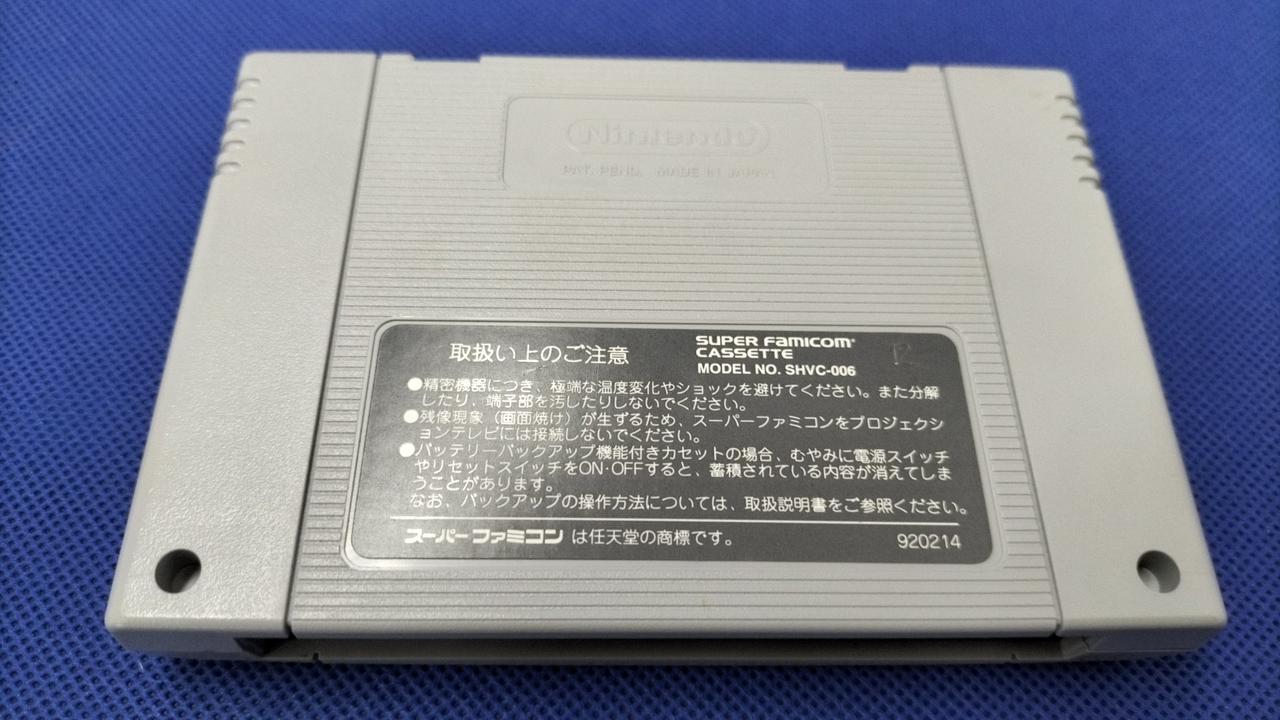 Nintendo
PAT. PEND. MADE IN JAPAN
取扱い上のご注意
SUPER FAMICOM
CASSETTE
MODEL NO. SHVC-006
●精密機器につき、極端な温度変化やショックを避けてください。また分解
したり、端子部を汚したりしないでください。
●残像現象（画面焼け）が生ずるため、スーパーファミコンをプロジェクシ
ョンテレビには接続しないでください。
●バッテリーバックアップ機能付きカセットの場合、むやみに電源スイッチ
やリセットスイッチをON·OFFすると、蓄積されている内容が消えてしま
うことがあります。
なお、バックアップの操作方法については、取扱説明書をご参照ください。
スーパーファミコン は任天堂の商標です。
920214